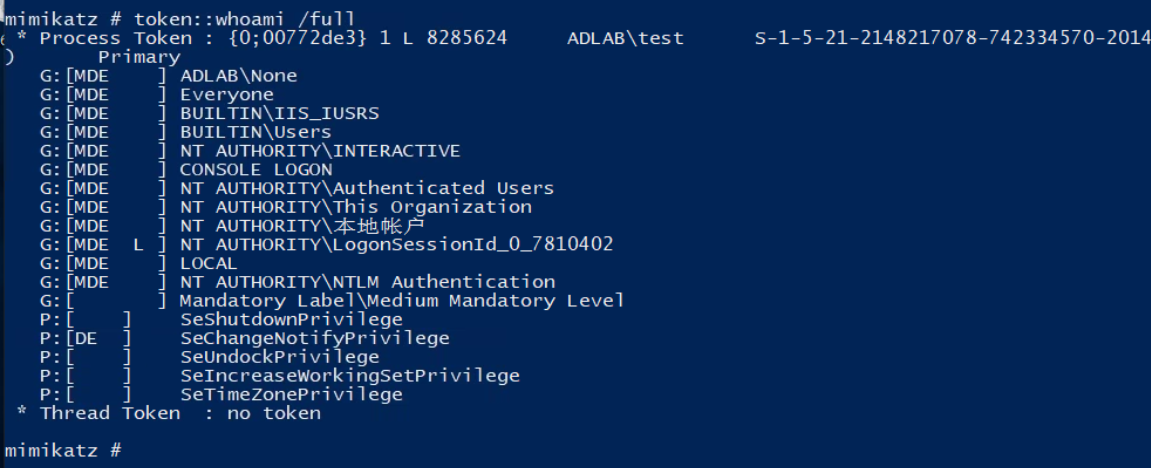 mimikatz # token::whoami /full
* Process Token : {0;00772de3} 1 L 8285624 ADLAB\test S-1-5-21-2148217078-742334570-2014
) Primary
G:[MDE ] ADLAB\None
G:[MDE ] Everyone
G:[MDE ] BUILTIN\IIS_IUSRS
G:[MDE ] BUILTIN\Users
G:[MDE ] NT AUTHORITY\INTERACTIVE
G:[MDE ] CONSOLE LOGON
G:[MDE ] NT AUTHORITY\Authenticated Users
G:[MDE ] NT AUTHORITY\This Organization
G:[MDE ] NT AUTHORITY\本地帐户
G:[MDE L ] NT AUTHORITY\LogonSessionId_0_7810402
G:[MDE ] LOCAL
G:[MDE ] NT AUTHORITY\NTLM Authentication
G:[ ] Mandatory Label\Medium Mandatory Level
P:[ ] SeShutdownPrivilege
P:[DE ] SeChangeNotifyPrivilege
P:[ ] SeUndockPrivilege
P:[ ] SeIncreaseWorkingSetPrivilege
P:[ ] SeTimeZonePrivilege
* Thread Token : no token
mimikatz #